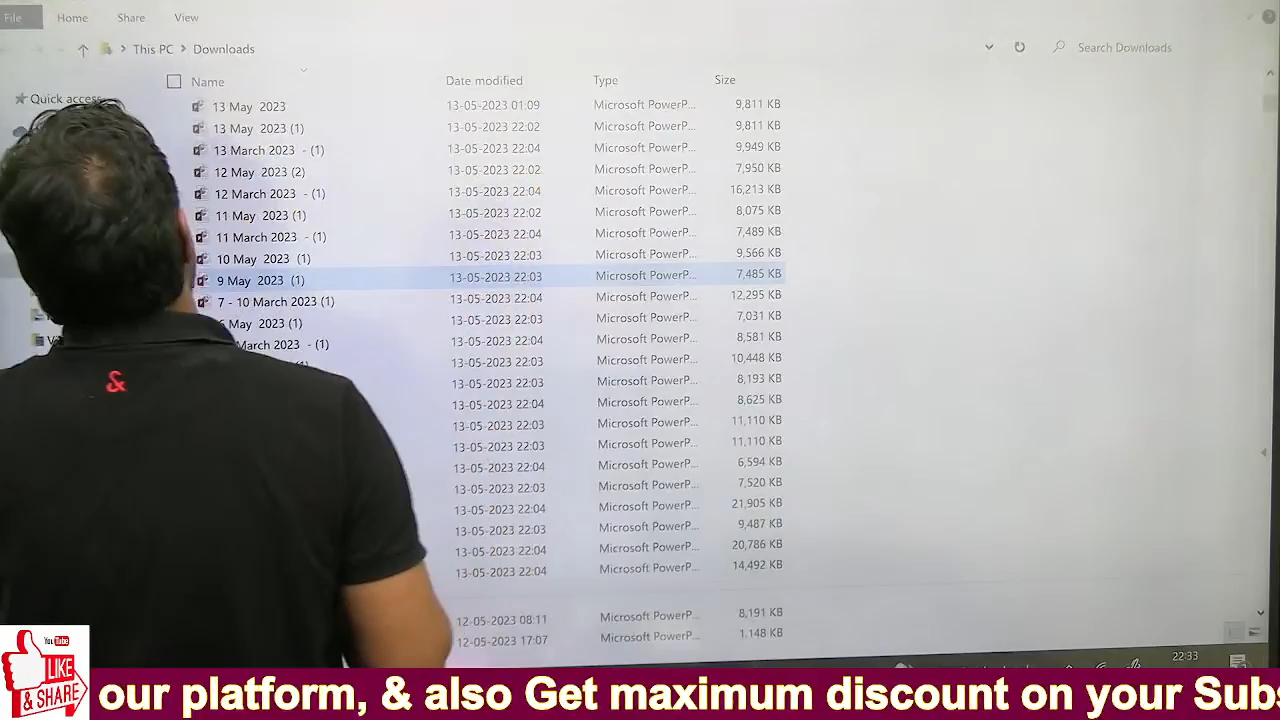 File Home Share View
This PC > Downloads Search Downloads
Name Date modified Type Size
Quick access
13 May 2023 13-05-2023 01:09 Microsoft PowerP... 9,811 KB
13 May 2023 (1) 13-05-2023 22:02 Microsoft PowerP... 9,811 KB
13 March 2023 - (1) 13-05-2023 22:04 Microsoft PowerP... 9,949 KB
12 May 2023 (2) 13-05-2023 22:02 Microsoft PowerP... 7,950 KB
12 March 2023 - (1) 13-05-2023 22:04 Microsoft PowerP... 16,213 KB
11 May 2023 (1) 13-05-2023 22:02 Microsoft PowerP... 8,075 KB
11 March 2023 - (1) 13-05-2023 22:04 Microsoft PowerP... 7,489 KB
10 May 2023 (1) 13-05-2023 22:03 Microsoft PowerP... 9,566 KB
9 May 2023 (1) 13-05-2023 22:03 Microsoft PowerP... 7,485 KB
7 - 10 March 2023 (1) 13-05-2023 22:04 Microsoft PowerP... 12,295 KB
May 2023 (1) 13-05-2023 22:03 Microsoft PowerP... 7,031 KB
March 2023 - (1) 13-05-2023 22:04 Microsoft PowerP... 8,581 KB
13-05-2023 22:03 Microsoft PowerP... 10,448 KB
13-05-2023 22:03 Microsoft PowerP... 8,193 KB
13-05-2023 22:04 Microsoft PowerP... 8,625 KB
13-05-2023 22:03 Microsoft PowerP... 11,110 KB
13-05-2023 22:03 Microsoft PowerP... 11,110 KB
13-05-2023 22:04 Microsoft PowerP... 6,594 KB
13-05-2023 22:03 Microsoft PowerP... 7,520 KB
13-05-2023 22:04 Microsoft PowerP... 21,905 KB
13-05-2023 22:03 Microsoft PowerP... 9,487 KB
13-05-2023 22:04 Microsoft PowerP... 20,786 KB
13-05-2023 22:04 Microsoft PowerP... 14,492 KB
12-05-2023 08:11 Microsoft PowerP... 8,191 KB
12-05-2023 17:07 Microsoft PowerP... 1,148 KB
22:33
&
YouTube
LIKE
& SHARE
our platform, & also Get maximum discount on your Subs